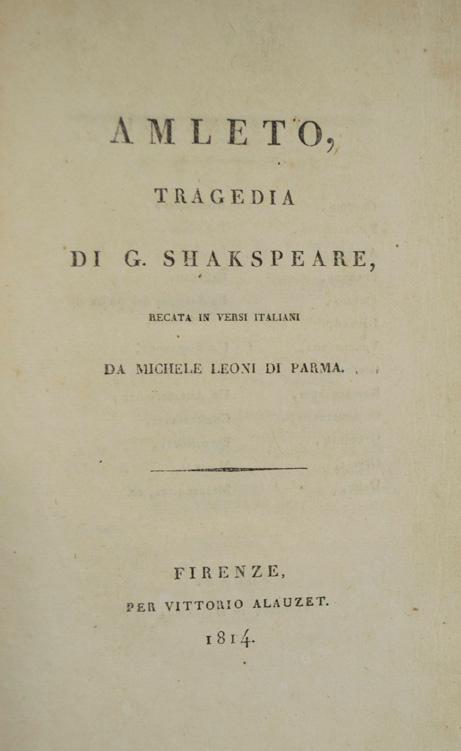 AMLETO,
TRAGEDIA
DI G. SHAKSPEARE,
RECATA IN VERSI ITALIANI
DA MICHELE LEONI DI PARMA.
FIRENZE,
PER VITTORIO ALAUZET.
1814.